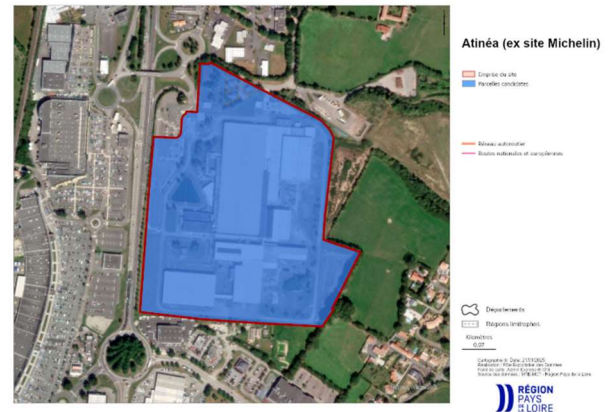 Atinéa (ex site Michelin)
Emprise du site
Parcelles candidates
Réseau autoroutier
Routes nationales et européennes
Départements
Régions limitrophes
Kilomètres
0,07
RÉGION
PAYS
DE LA LOIRE